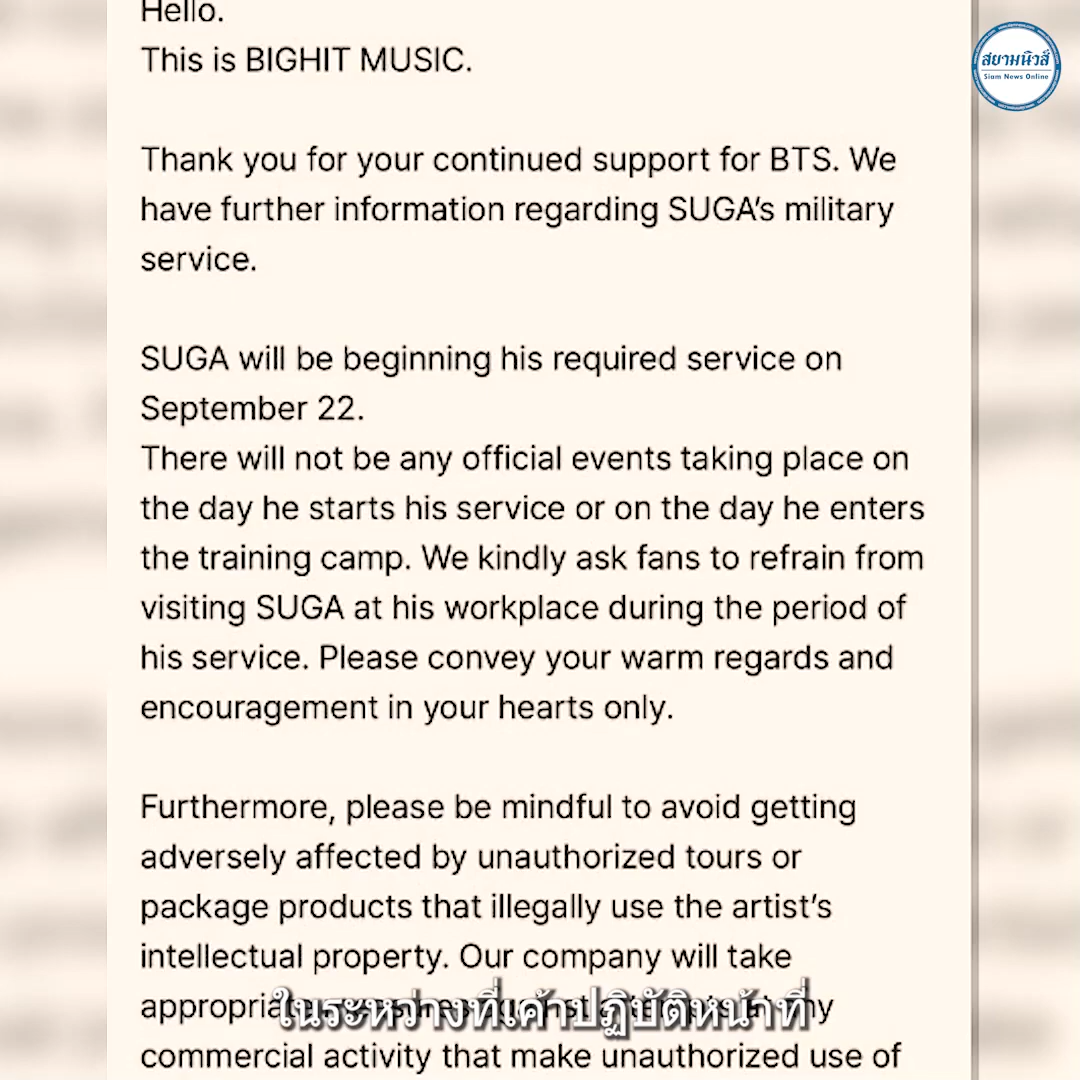 Hello.
This is BIGHIT MUSIC.
สยามนิวส์
Siam News Online
Thank you for your continued support for BTS. We
have further information regarding SUGA's military
service.
SUGA will be beginning his required service on
September 22.
There will not be any official events taking place on
the day he starts his service or on the day he enters
the training camp. We kindly ask fans to refrain from
visiting SUGA at his workplace during the period of
his service. Please convey your warm regards and
encouragement in your hearts only.
Furthermore, please be mindful to avoid getting
adversely affected by unauthorized tours or
package products that illegally use the artist's
intellectual property. Our company will take
ในระหว่างที่เค้าปฏิบัติหน้าที่
commercial activity that make unauthorized use of